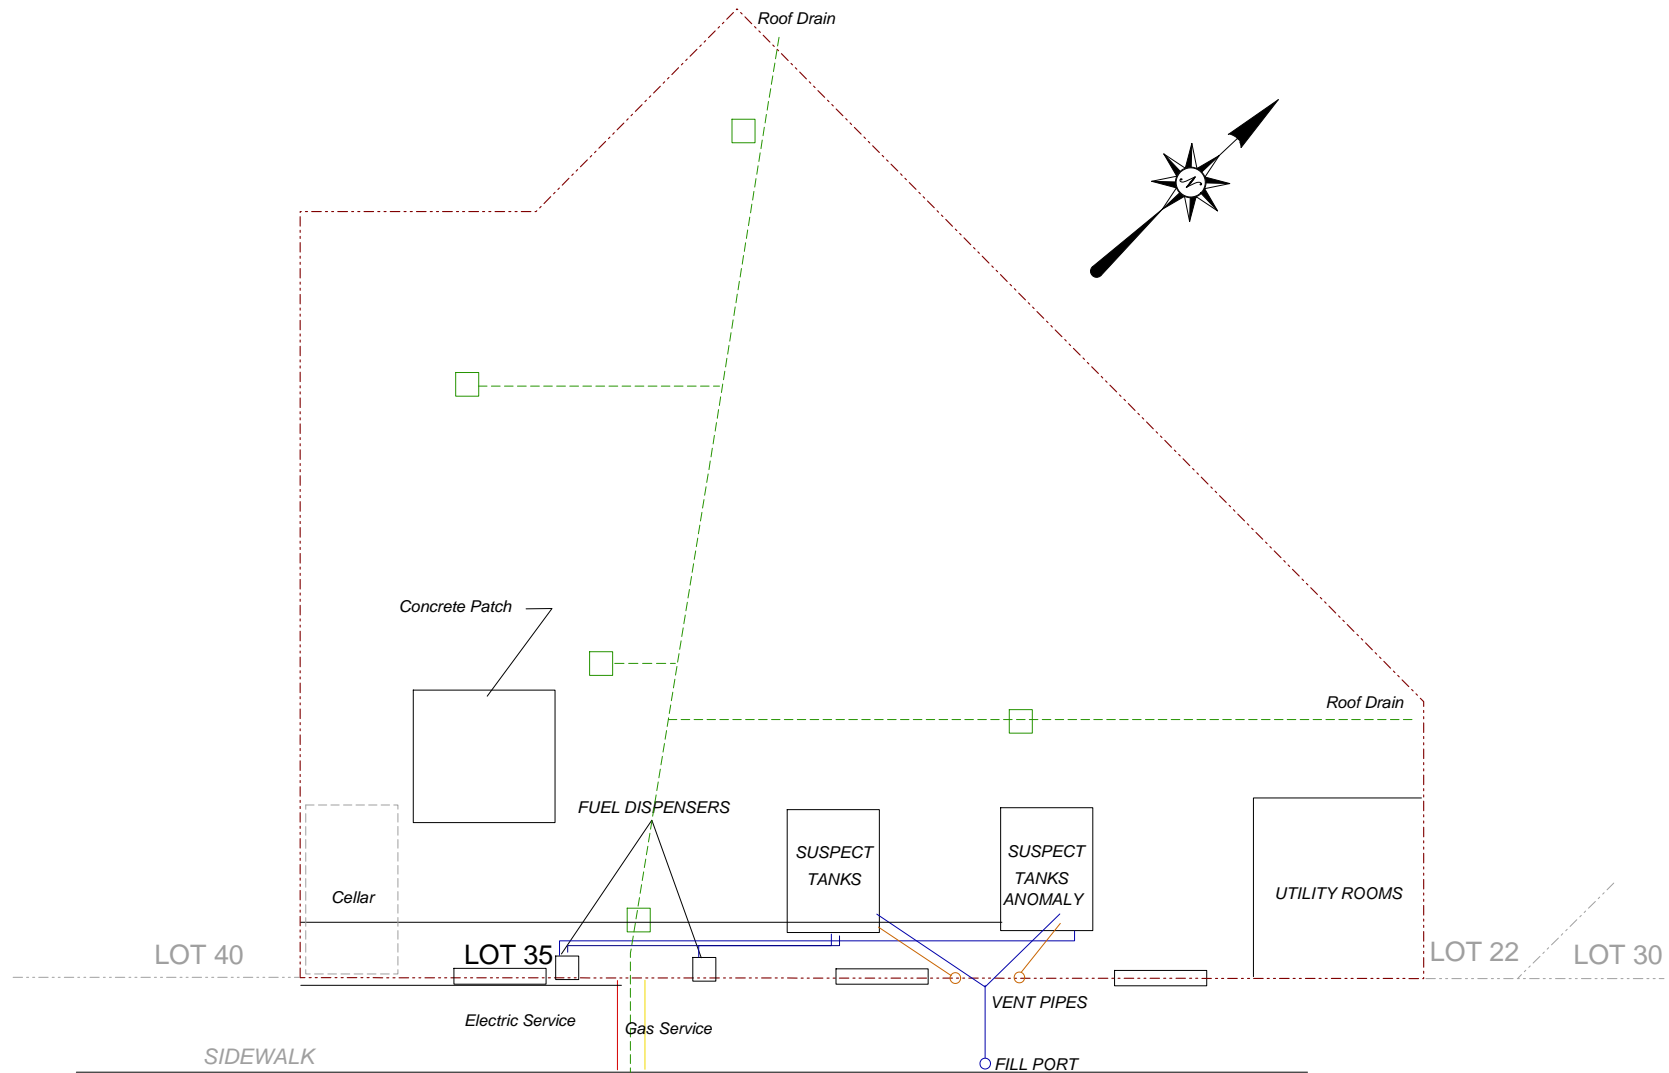 Roof Drain
N
Concrete Patch
Roof Drain
FUEL DISPENSERS
SUSPECT
TANKS
SUSPECT
TANKS
ANOMALY
Cellar
UTILITY ROOMS
LOT 40
LOT 35
LOT 22
LOT 30
VENT PIPES
Electric Service
Gas Service
SIDEWALK
FILL PORT